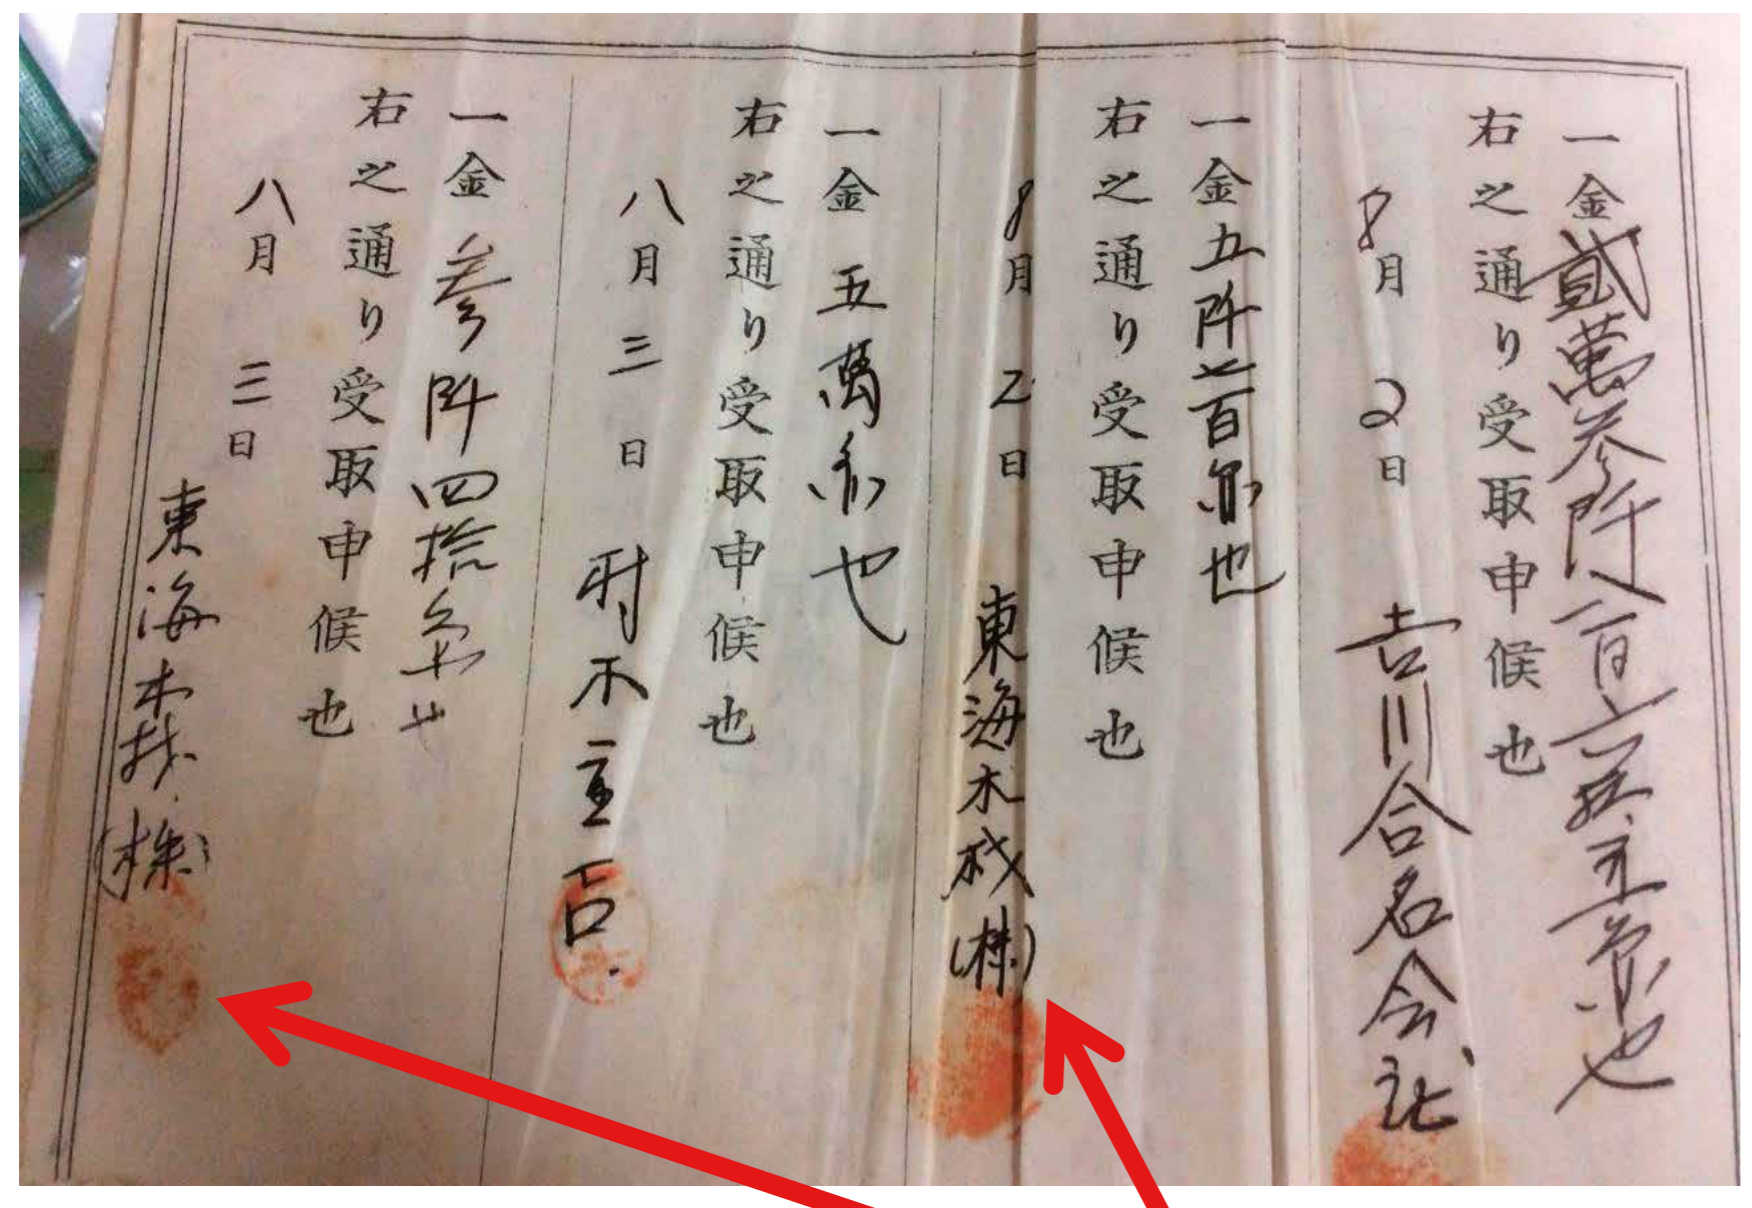 一金貳萬参阡一百六拾五円也
右之通り受取申候也
8月2日 吉川合名会社
一金五阡七百円也
右之通り受取申候也
8月2日 東海木材(株)
一金五萬円也
右之通り受取申候也
八月三日
一金参阡四拾円也
右之通り受取申候也
八月三日 東海木材(株)